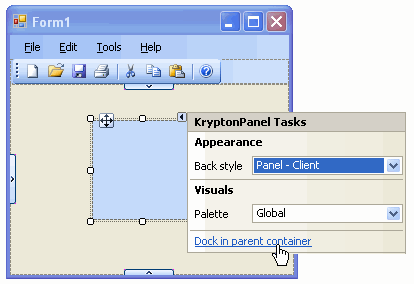 Form1
File Edit Tools Help
KryptonPanel Tasks
Appearance
Back style Panel - Client
Visuals
Palette Global
Dock in parent container